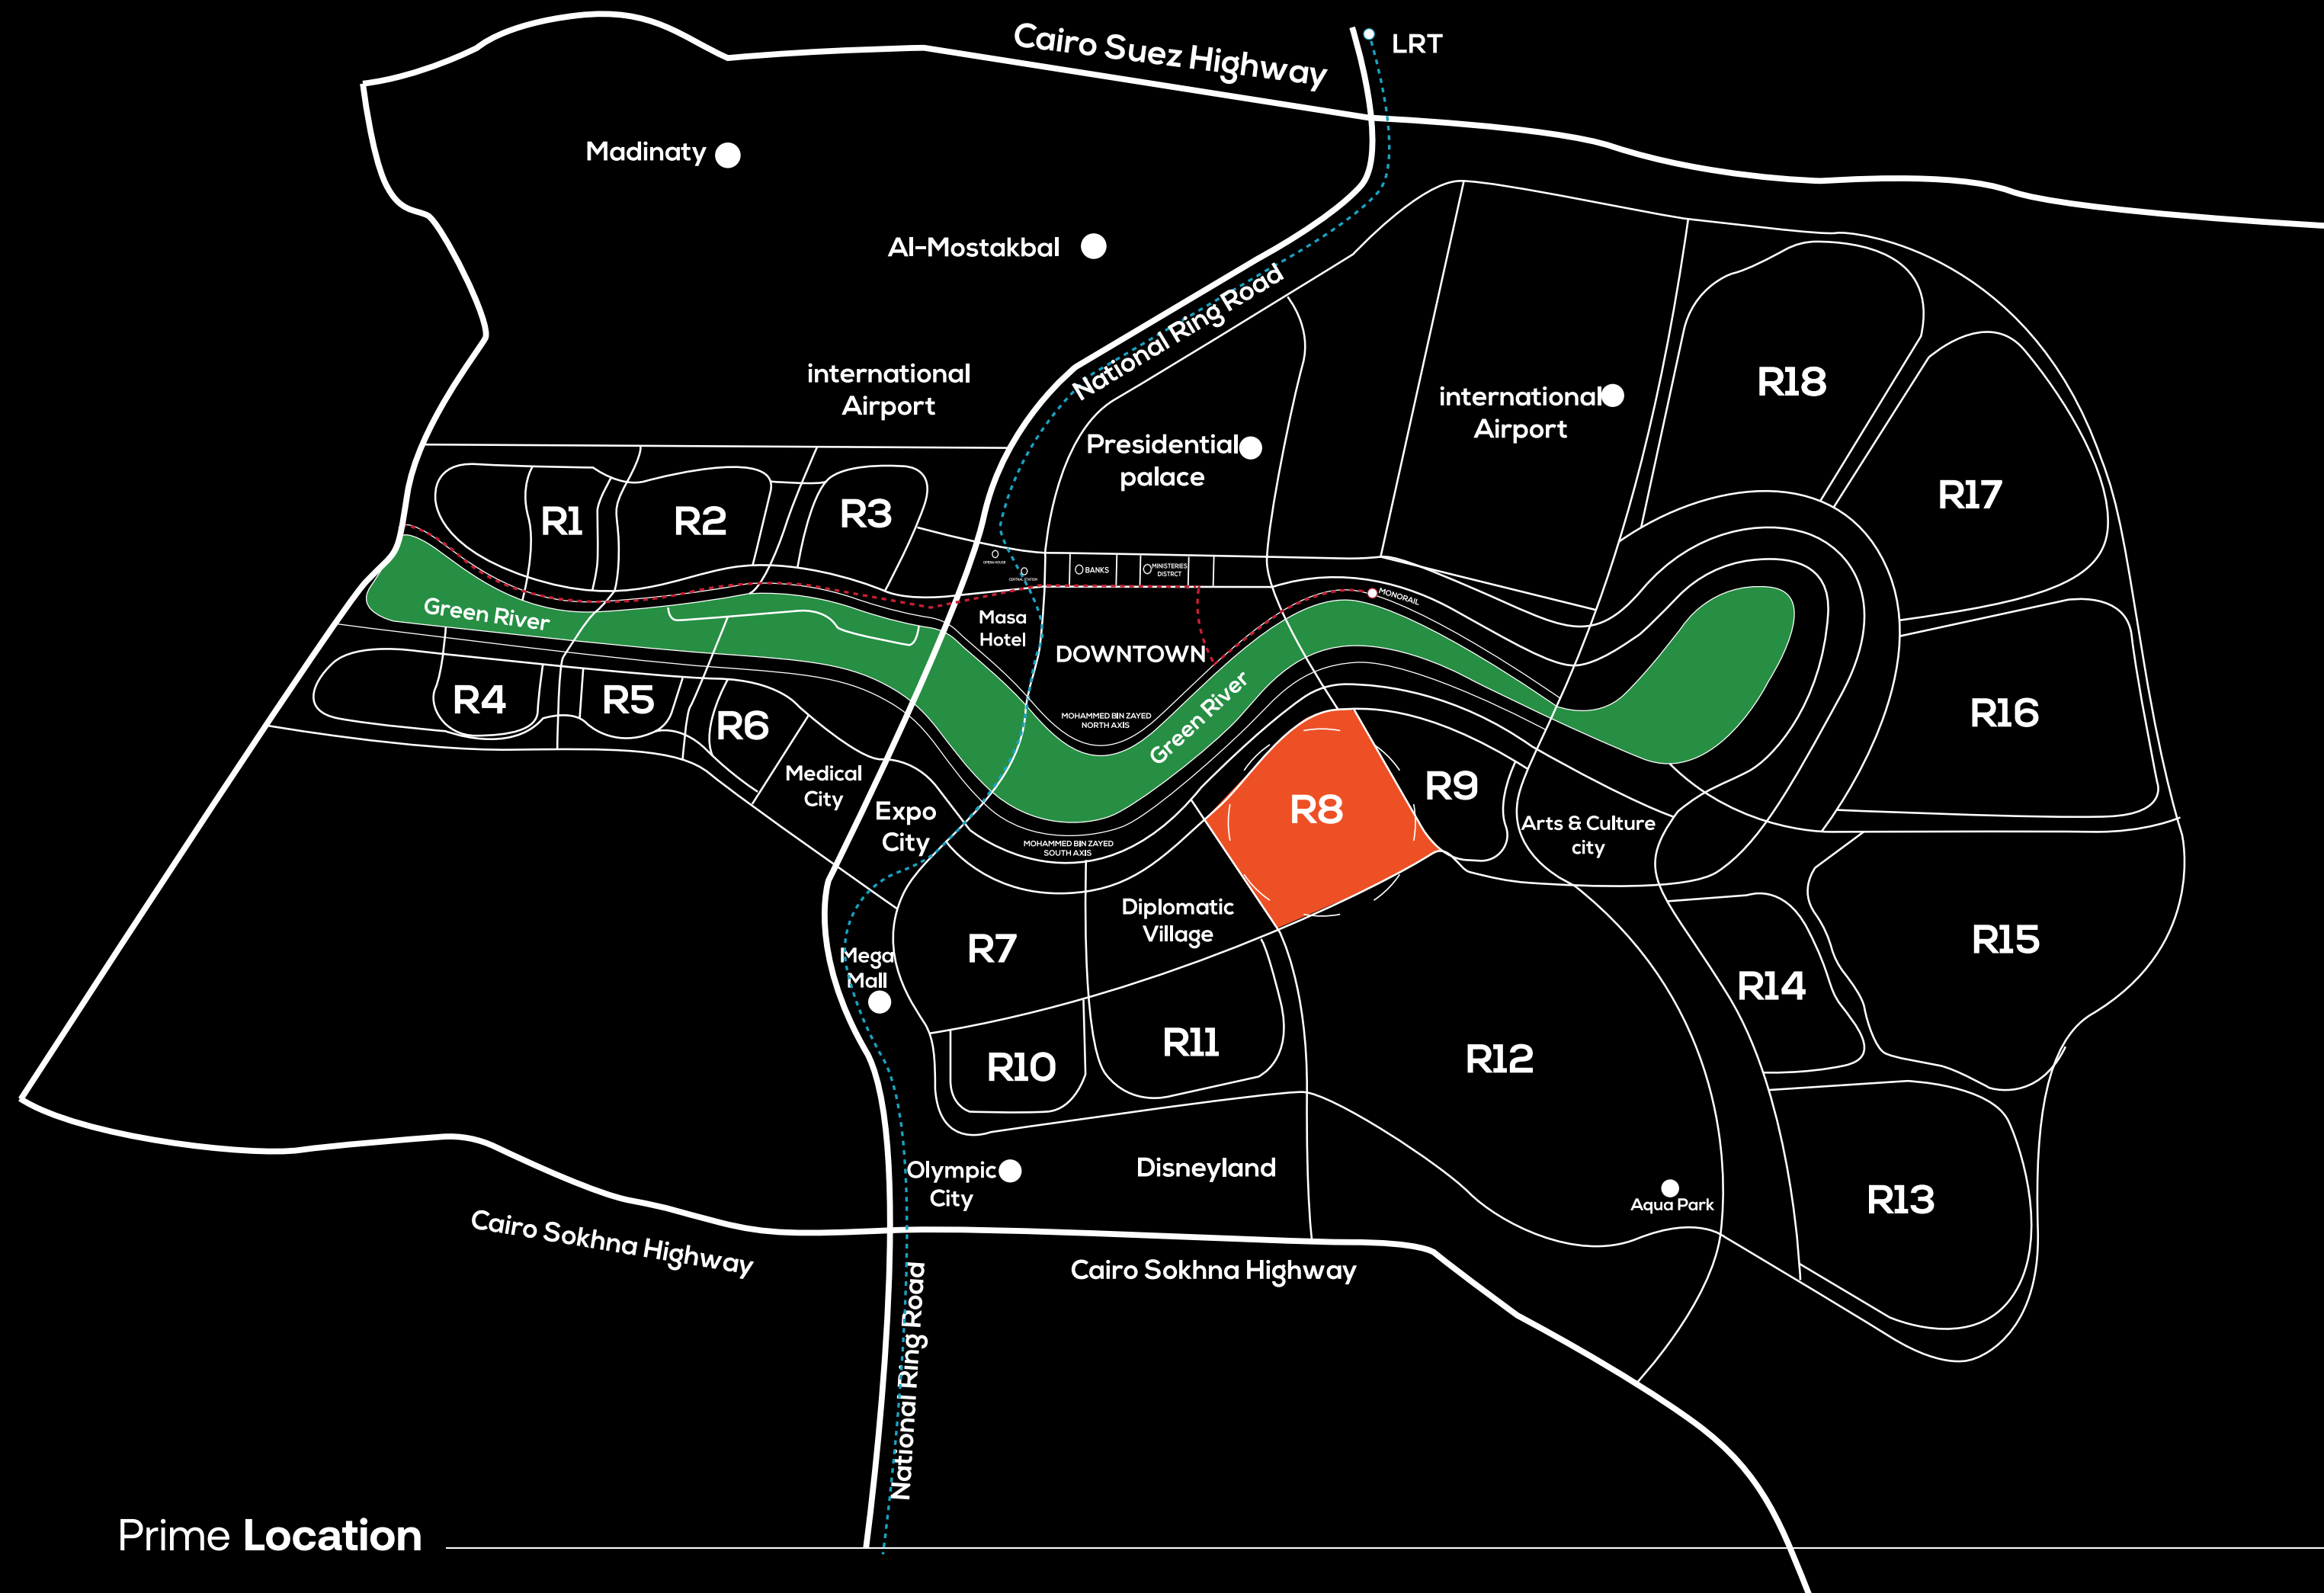 Cairo Suez Highway
LRT
Madinaty
Al-Mostakbal
National Ring Road
international
Airport
international
Airport
R18
Presidential
palace
R17
R1
R2
R3
OPERA HOUSE
CENTRAL STATION
BANKS
MINISTERIES
DISTRCT
MONORAIL
Green River
Masa
Hotel
DOWNTOWN
R4
R5
R6
MOHAMMED BIN ZAYED
NORTH AXIS
Green River
R16
Medical
City
Expo
City
R8
R9
Arts & Culture
city
MOHAMMED BIN ZAYED
SOUTH AXIS
Diplomatic
Village
R7
Mega
Mall
R15
R14
R11
R10
R12
Olympic
City
Disneyland
Aqua Park
R13
Cairo Sokhna Highway
Cairo Sokhna Highway
National Ring Road
Prime Location